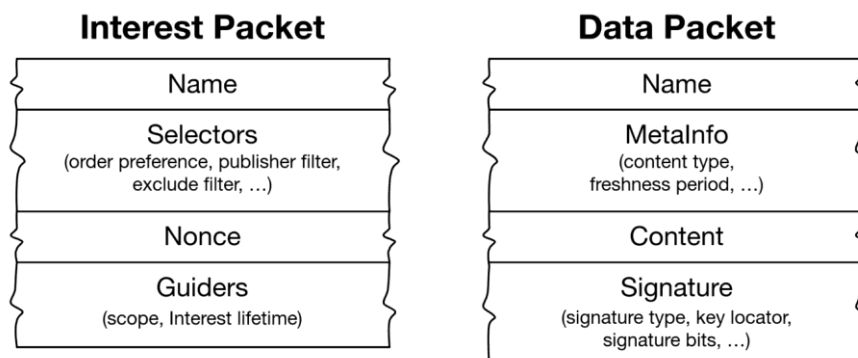 Interest Packet
Name
Selectors
(order preference, publisher filter,
exclude filter, ...)
Nonce
Guiders
(scope, Interest lifetime)
Data Packet
Name
MetaInfo
(content type,
freshness period, ...)
Content
Signature
(signature type, key locator,
signature bits, ...)